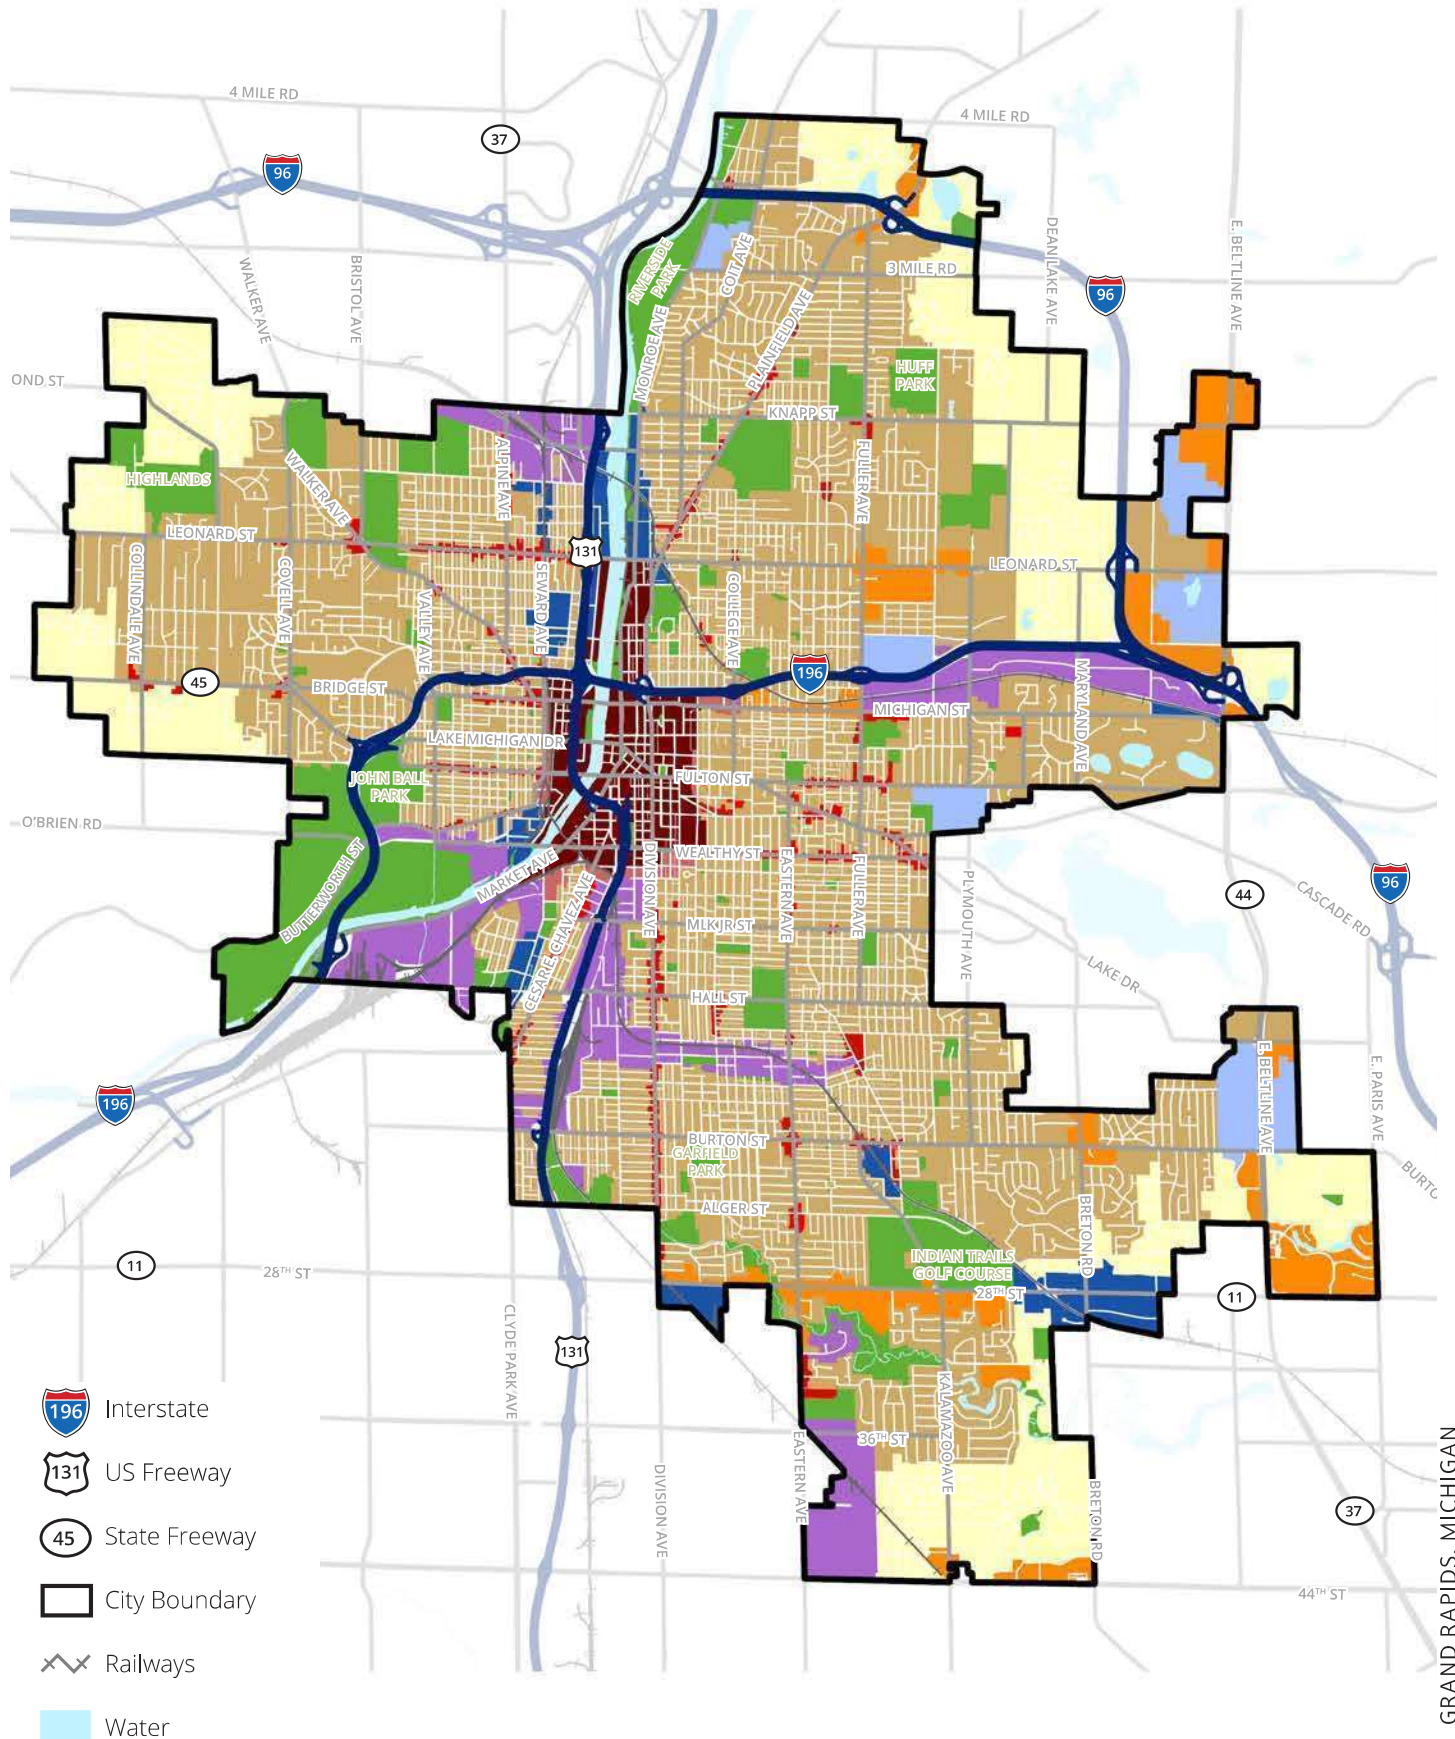 4 MILE RD
4 MILE RD
37
96
WALKER AVE
BRISTOL AVE
RIVERSIDE
PARK
COIT AVE
3 MILE RD
DEAN LAKE AVE
E. BELTLINE AVE
96
MONROE AVE
PLAINFIELD AVE
HUFF
PARK
OND ST
KNAPP ST
HIGHLANDS
WALKER AVE
ALPINE AVE
FULLER AVE
LEONARD ST
131
LEONARD ST
COLLINDALE AVE
COVELL AVE
VALLEY AVE
SEWARD AVE
COLLEGE AVE
45
BRIDGE ST
196
MARYLAND AVE
MICHIGAN ST
LAKE MICHIGAN DR
JOHN BALL
PARK
FULTON ST
O'BRIEN RD
BUTTERWORTH ST
MARKET AVE
WEALTHY ST
DIVISION AVE
EASTERN AVE
FULLER AVE
PLYMOUTH AVE
44
CASCADE RD
96
CESAR E. CHAVEZ AVE
MLK JR ST
LAKE DR
HALL ST
E. BELTLINE AVE
E. PARIS AVE
196
BURTON ST
GARFIELD
PARK
BURTO
ALGER ST
BRETON RD
11
28TH ST
INDIAN TRAILS
GOLF COURSE
28TH ST
11
CLYDE PARK AVE
131
KALAMAZOO AVE
36TH ST
EASTERN AVE
DIVISION AVE
BRETON RD
37
44TH ST
196 Interstate
131 US Freeway
45 State Freeway
City Boundary
Railways
Water
GRAND RAPIDS, MICHIGAN